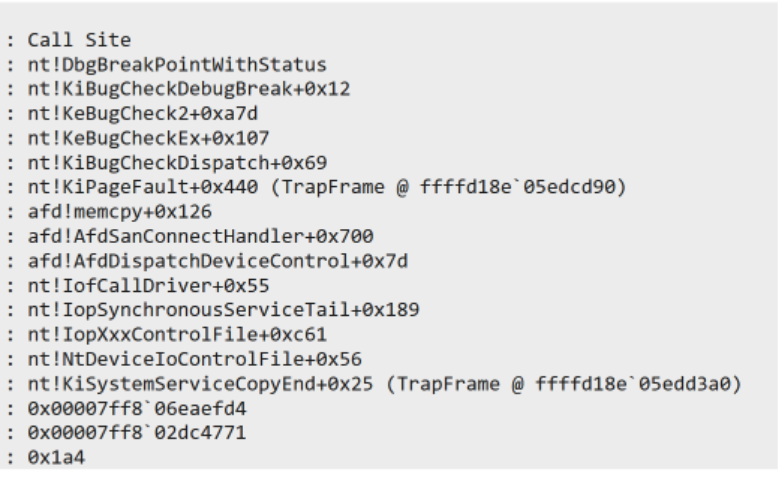 : Call Site
: nt!DbgBreakPointWithStatus
: nt!KiBugCheckDebugBreak+0x12
: nt!KeBugCheck2+0xa7d
: nt!KeBugCheckEx+0x107
: nt!KiBugCheckDispatch+0x69
: nt!KiPageFault+0x440 (TrapFrame @ ffffd18e`05edcd90)
: afd!memcpy+0x126
: afd!AfdSanConnectHandler+0x700
: afd!AfdDispatchDeviceControl+0x7d
: nt!IofCallDriver+0x55
: nt!IopSynchronousServiceTail+0x189
: nt!IopXxxControlFile+0xc61
: nt!NtDeviceIoControlFile+0x56
: nt!KiSystemServiceCopyEnd+0x25 (TrapFrame @ ffffd18e`05edd3a0)
: 0x00007ff8`06eaefd4
: 0x00007ff8`02dc4771
: 0x1a4